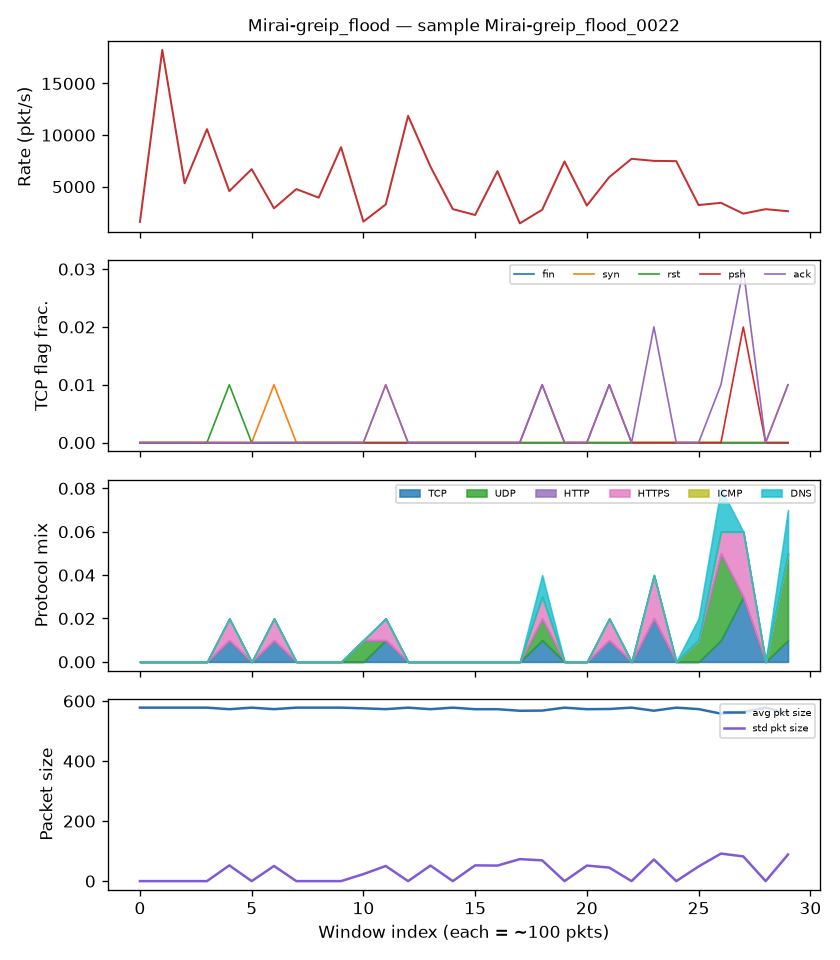 Mirai-greip_flood — sample Mirai-greip_flood_0022
Rate (pkt/s)
15000
10000
5000
TCP flag frac.
0.03
0.02
0.01
0.00
fin syn rst psh ack
Protocol mix
0.08
0.06
0.04
0.02
0.00
TCP UDP HTTP HTTPS ICMP DNS
Packet size
600
400
200
0
avg pkt size
std pkt size
0 5 10 15 20 25 30
Window index (each = ~100 pkts)